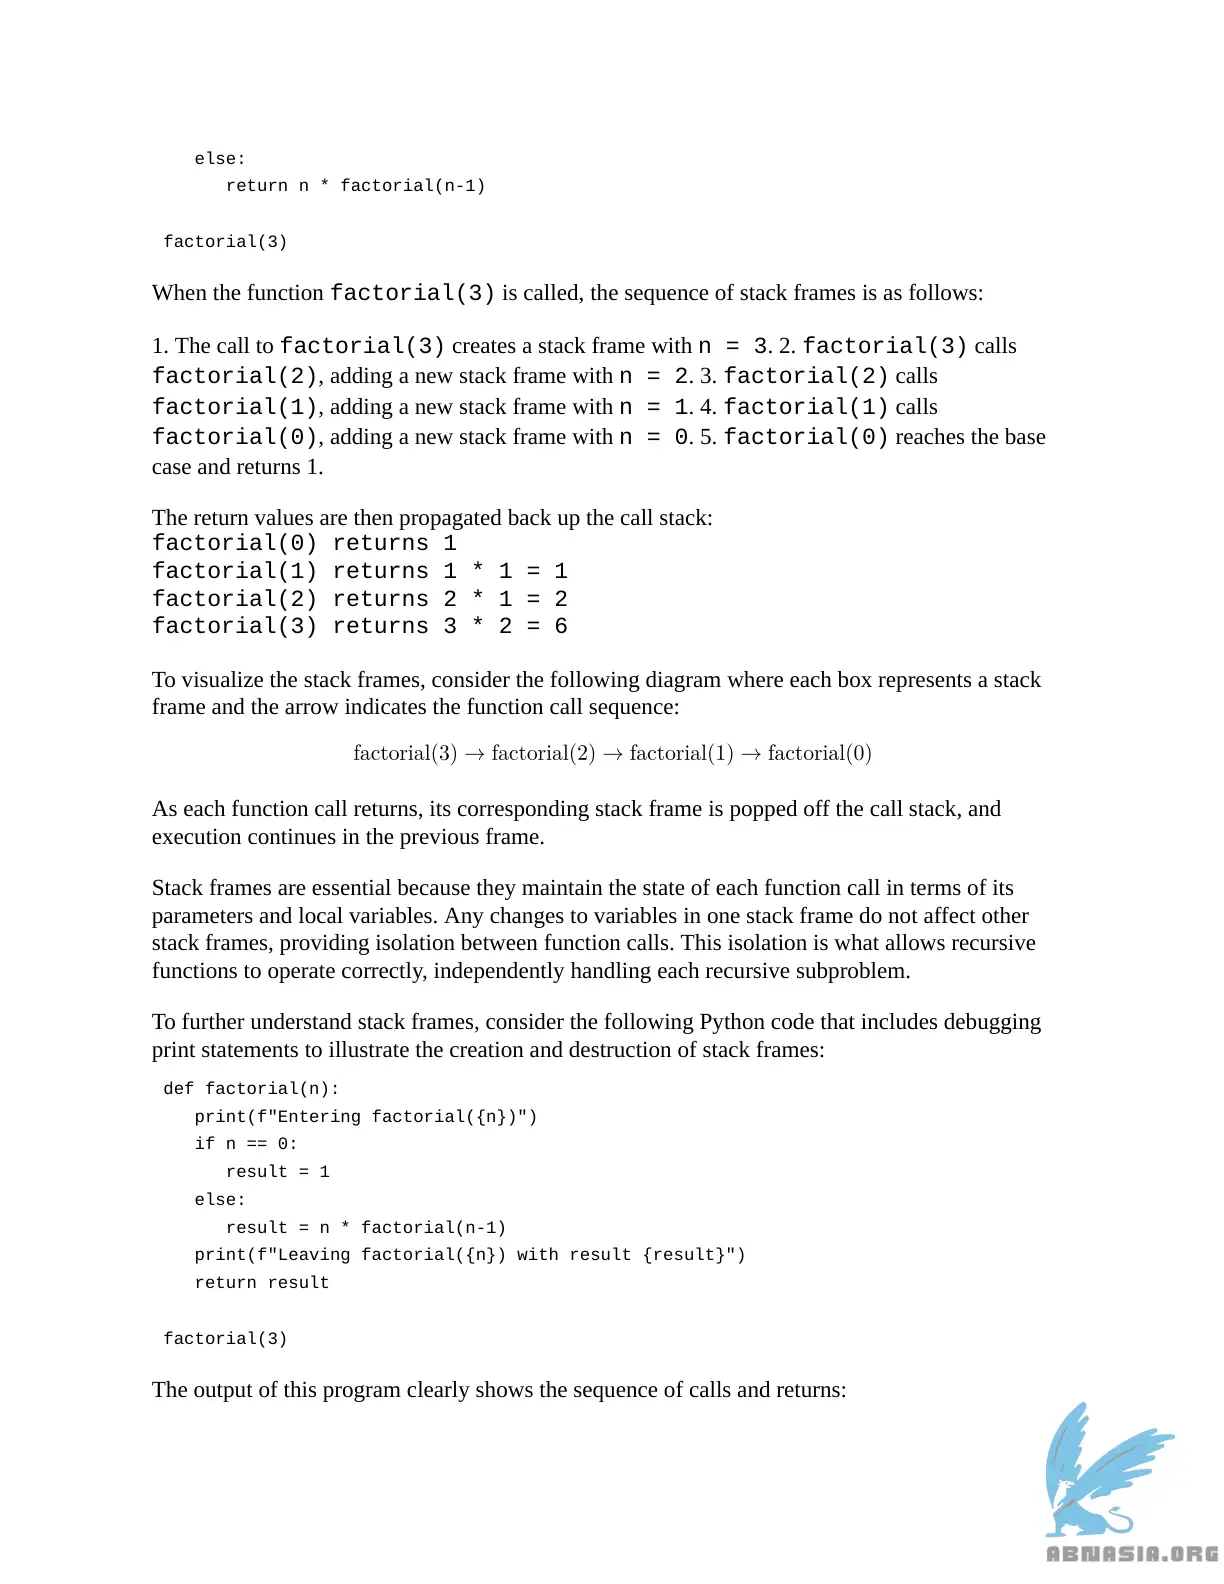 else:
return n * factorial(n-1)
factorial(3)
When the function factorial(3) is called, the sequence of stack frames is as follows:
1. The call to factorial(3) creates a stack frame with n = 3. 2. factorial(3) calls
factorial(2), adding a new stack frame with n = 2. 3. factorial(2) calls
factorial(1), adding a new stack frame with n = 1. 4. factorial(1) calls
factorial(0), adding a new stack frame with n = 0. 5. factorial(0) reaches the base
case and returns 1.
The return values are then propagated back up the call stack:
factorial(0) returns 1
factorial(1) returns 1 * 1 = 1
factorial(2) returns 2 * 1 = 2
factorial(3) returns 3 * 2 = 6
To visualize the stack frames, consider the following diagram where each box represents a stack
frame and the arrow indicates the function call sequence:
factorial(3) → factorial(2) → factorial(1) → factorial(0)
As each function call returns, its corresponding stack frame is popped off the call stack, and
execution continues in the previous frame.
Stack frames are essential because they maintain the state of each function call in terms of its
parameters and local variables. Any changes to variables in one stack frame do not affect other
stack frames, providing isolation between function calls. This isolation is what allows recursive
functions to operate correctly, independently handling each recursive subproblem.
To further understand stack frames, consider the following Python code that includes debugging
print statements to illustrate the creation and destruction of stack frames:
def factorial(n):
print(f"Entering factorial({n})")
if n == 0:
result = 1
else:
result = n * factorial(n-1)
print(f"Leaving factorial({n}) with result {result}")
return result
factorial(3)
The output of this program clearly shows the sequence of calls and returns:
ABNASIA.ORG